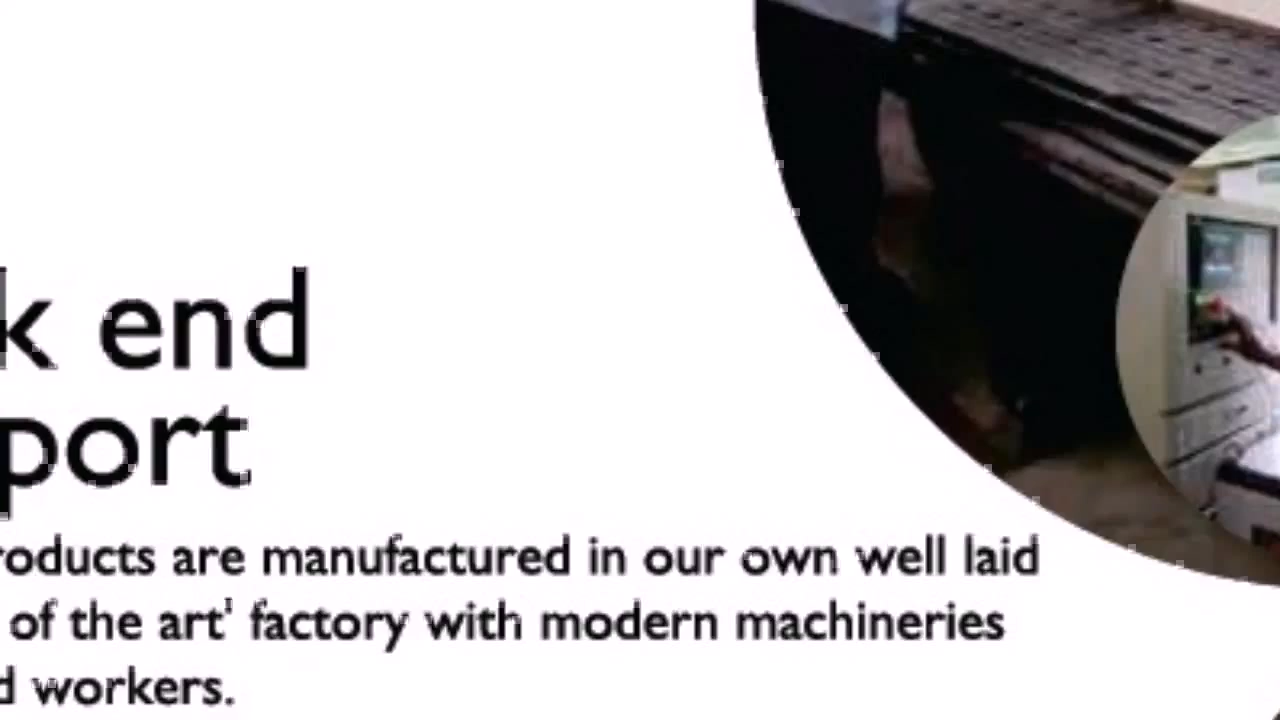 k end
port
roducts are manufactured in our own well laid
of the art' factory with modern machineries
d workers.